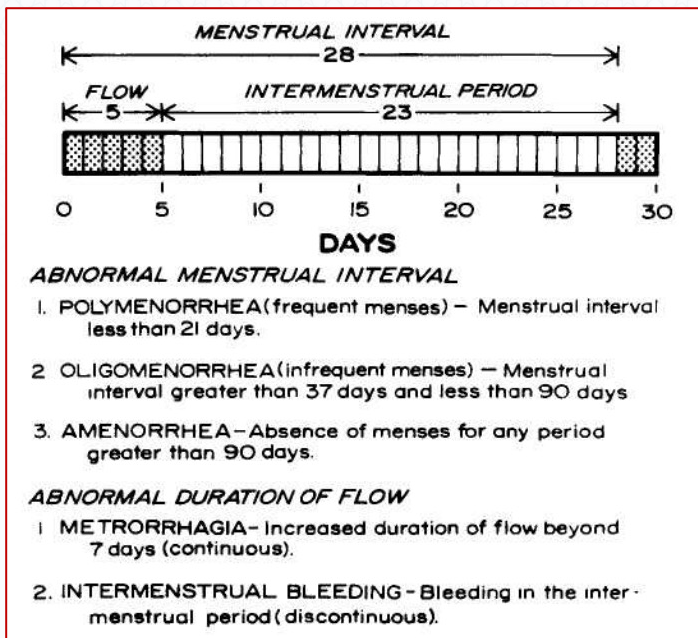 MENSTRUAL INTERVAL
28
FLOW INTERMENSTRUAL PERIOD
5 23
0 5 10 15 20 25 30
DAYS
ABNORMAL MENSTRUAL INTERVAL
1. POLYMENORRHEA (frequent menses) – Menstrual interval
less than 21 days.
2 OLIGOMENORRHEA (infrequent menses) – Menstrual
interval greater than 37 days and less than 90 days
3. AMENORRHEA – Absence of menses for any period
greater than 90 days.
ABNORMAL DURATION OF FLOW
1 METRORRHAGIA – Increased duration of flow beyond
7 days (continuous).
2. INTERMENSTRUAL BLEEDING – Bleeding in the inter-
menstrual period (discontinuous).